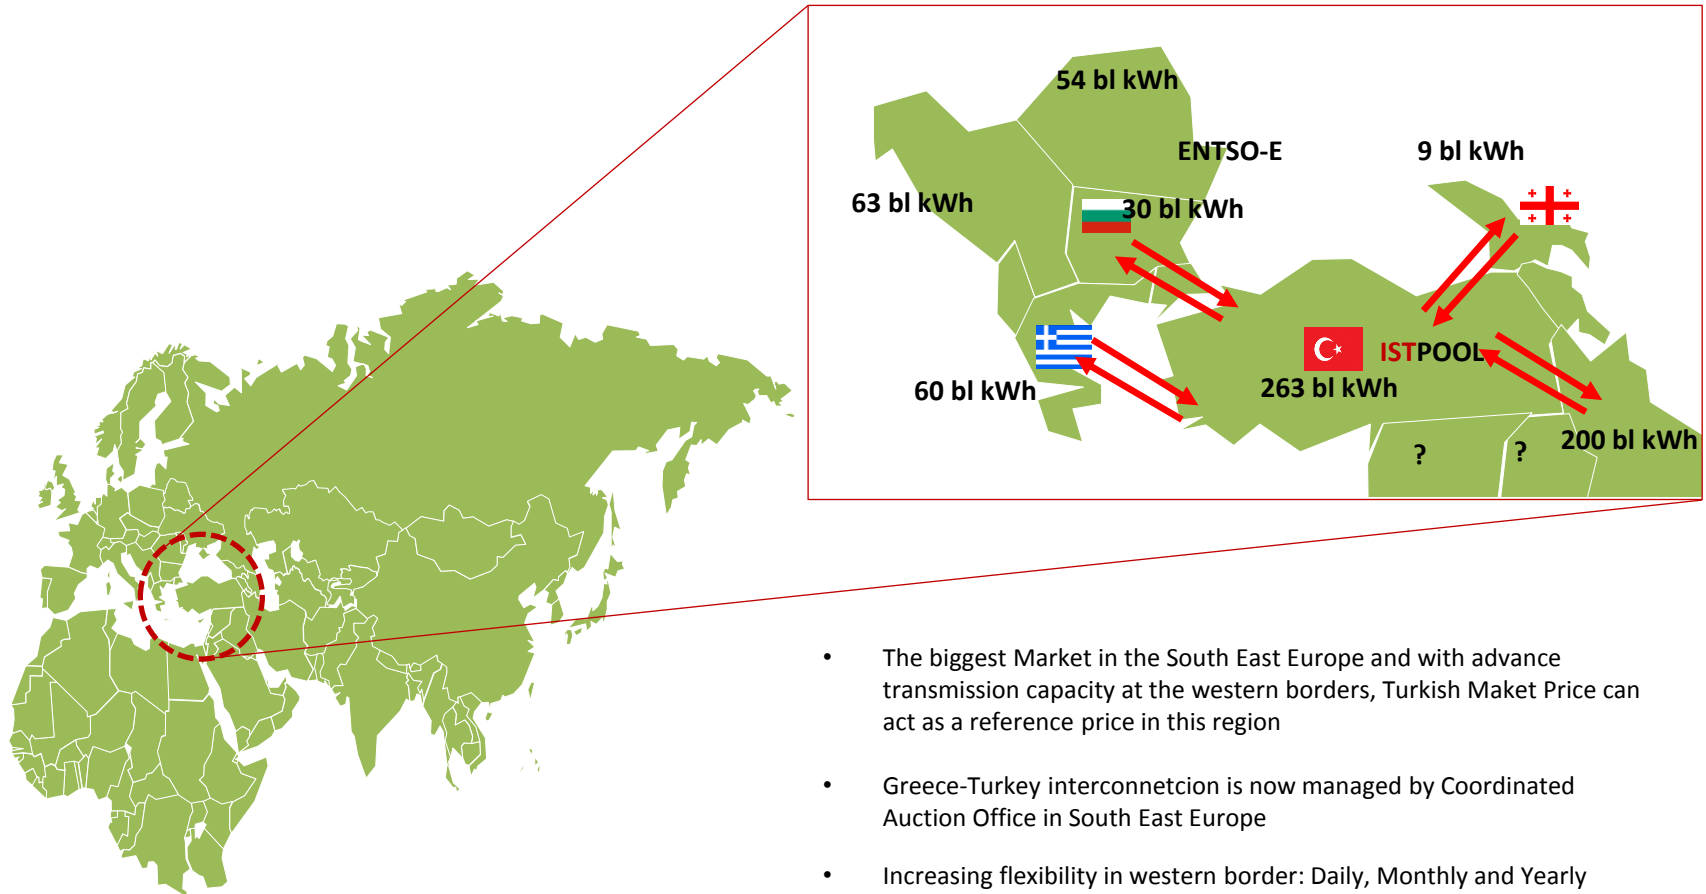 54 bl kWh
ENTSO-E
9 bl kWh
63 bl kWh
30 bl kWh
ISTPOOL
60 bl kWh
263 bl kWh
200 bl kWh
?
?
• The biggest Market in the South East Europe and with advance
transmission capacity at the western borders, Turkish Maket Price can
act as a reference price in this region
• Greece-Turkey interconnetcion is now managed by Coordinated
Auction Office in South East Europe
• Increasing flexibility in western border: Daily, Monthly and Yearly